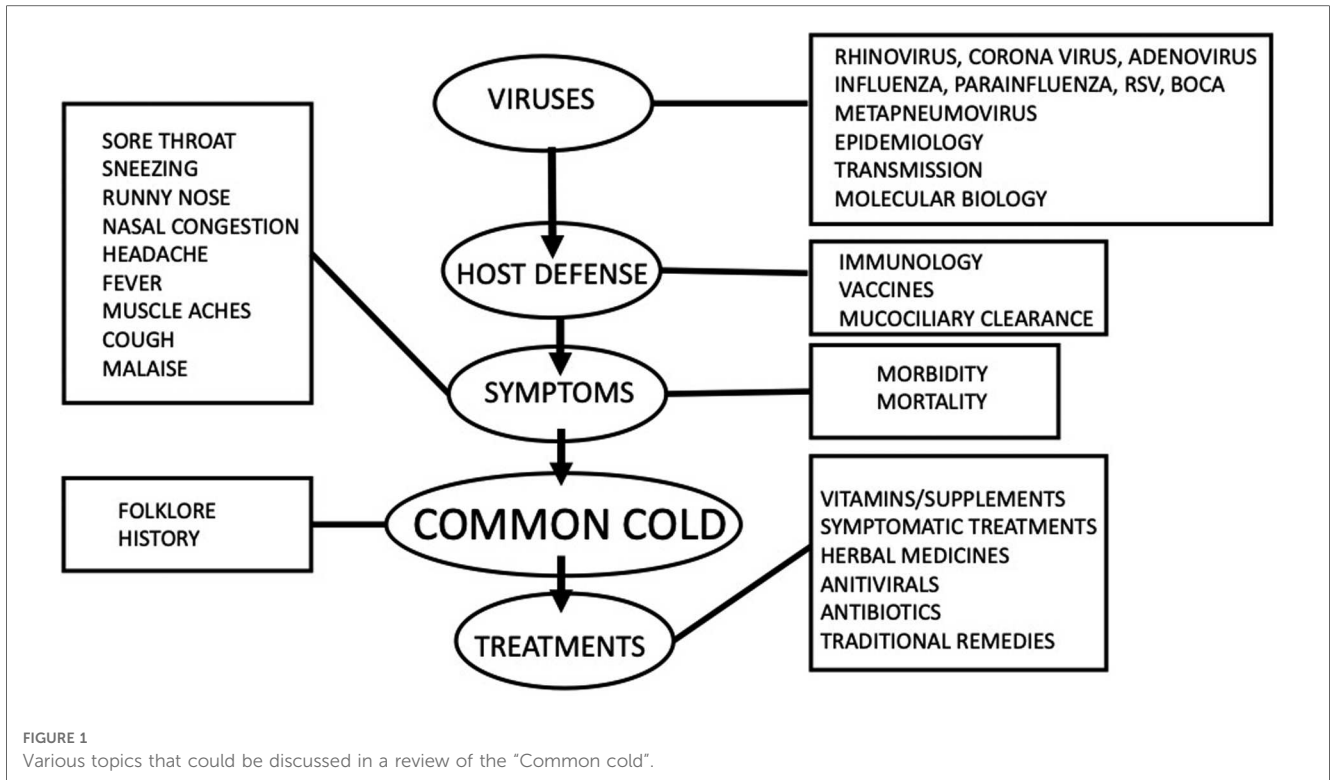 VIRUSES
RHINOVIRUS, CORONA VIRUS, ADENOVIRUS
INFLUENZA, PARAINFLUENZA, RSV, BOCA
METAPNEUMOVIRUS
EPIDEMIOLOGY
TRANSMISSION
MOLECULAR BIOLOGY
SORE THROAT
SNEEZING
RUNNY NOSE
NASAL CONGESTION
HEADACHE
FEVER
MUSCLE ACHES
COUGH
MALAISE
HOST DEFENSE
IMMUNOLOGY
VACCINES
MUCOCILIARY CLEARANCE
SYMPTOMS
MORBIDITY
MORTALITY
FOLKLORE
HISTORY
COMMON COLD
VITAMINS/SUPPLEMENTS
SYMPTOMATIC TREATMENTS
HERBAL MEDICINES
ANITIVIRALS
ANTIBIOTICS
TRADITIONAL REMEDIES
TREATMENTS
FIGURE 1
Various topics that could be discussed in a review of the “Common cold”.